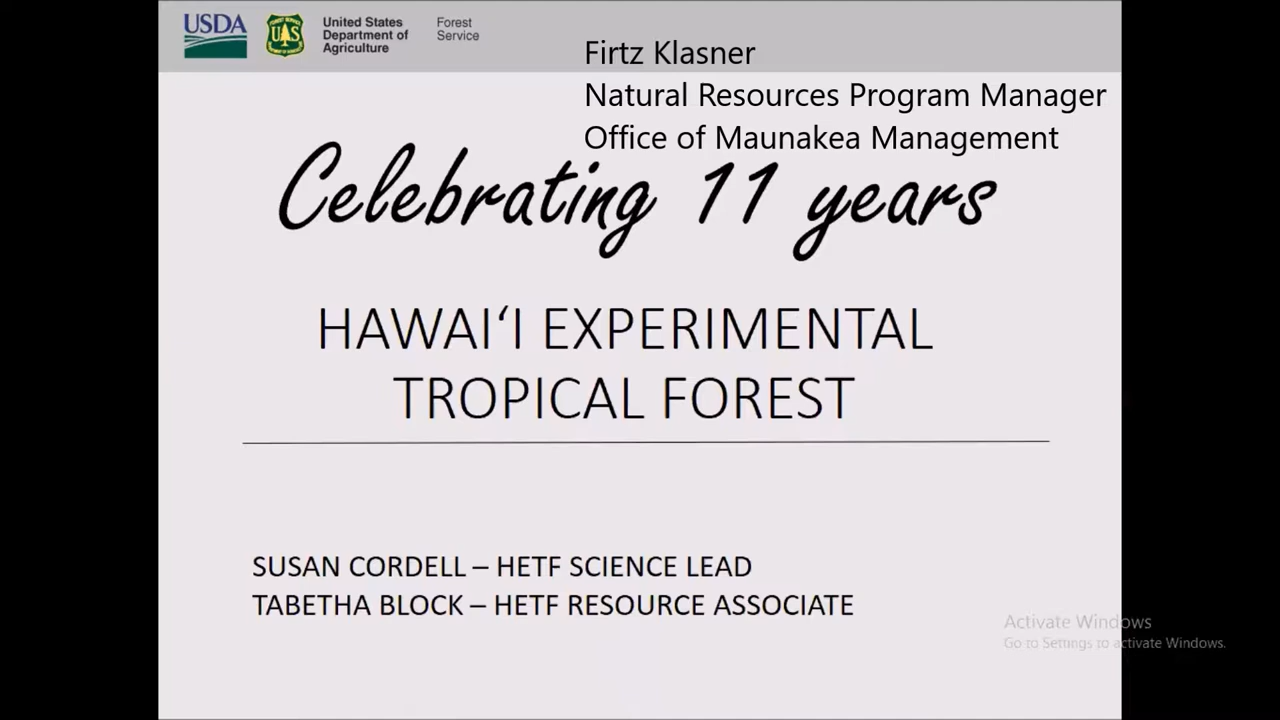 USDA
United States
Department of
Agriculture
Forest
Service
Firtz Klasner
Natural Resources Program Manager
Office of Maunakea Management
Celebrating 11 years
HAWAIʻI EXPERIMENTAL
TROPICAL FOREST
SUSAN CORDELL – HETF SCIENCE LEAD
TABETHA BLOCK – HETF RESOURCE ASSOCIATE
Activate Windows
Go to Settings to activate Windows.